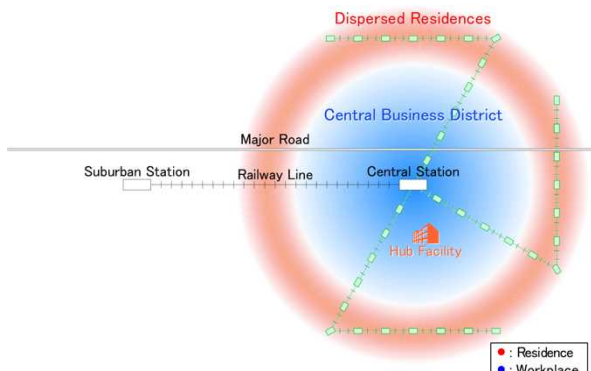 Dispersed Residences
Central Business District
Major Road
Suburban Station
Railway Line
Central Station
Hub Facility
: Residence
: Workplace